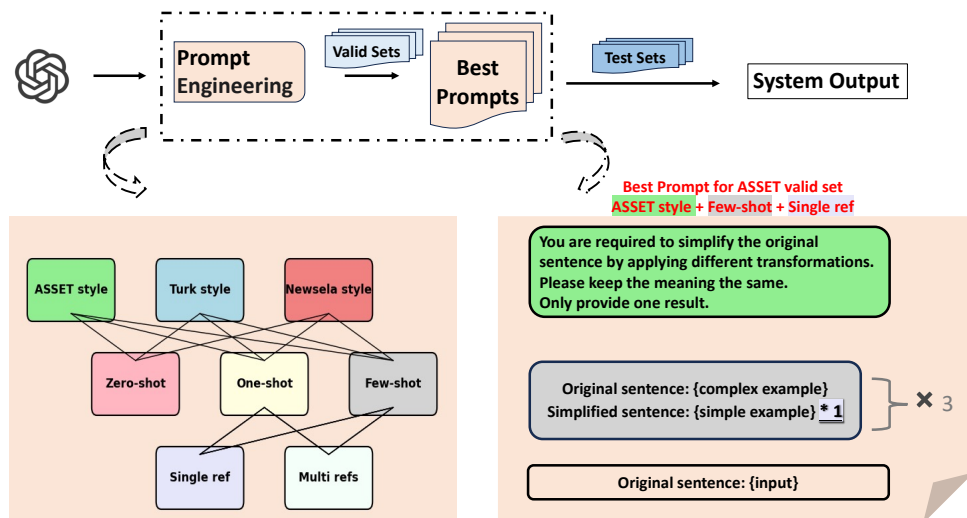 Prompt
Engineering
Valid Sets
Best
Prompts
Test Sets
System Output
ASSET style
Turk style
Newsela style
Zero-shot
One-shot
Few-shot
Single ref
Multi refs
Best Prompt for ASSET valid set
ASSET style + Few-shot + Single ref
You are required to simplify the original
sentence by applying different transformations.
Please keep the meaning the same.
Only provide one result.
Original sentence: {complex example}
Simplified sentence: {simple example} * 1
× 3
Original sentence: {input}